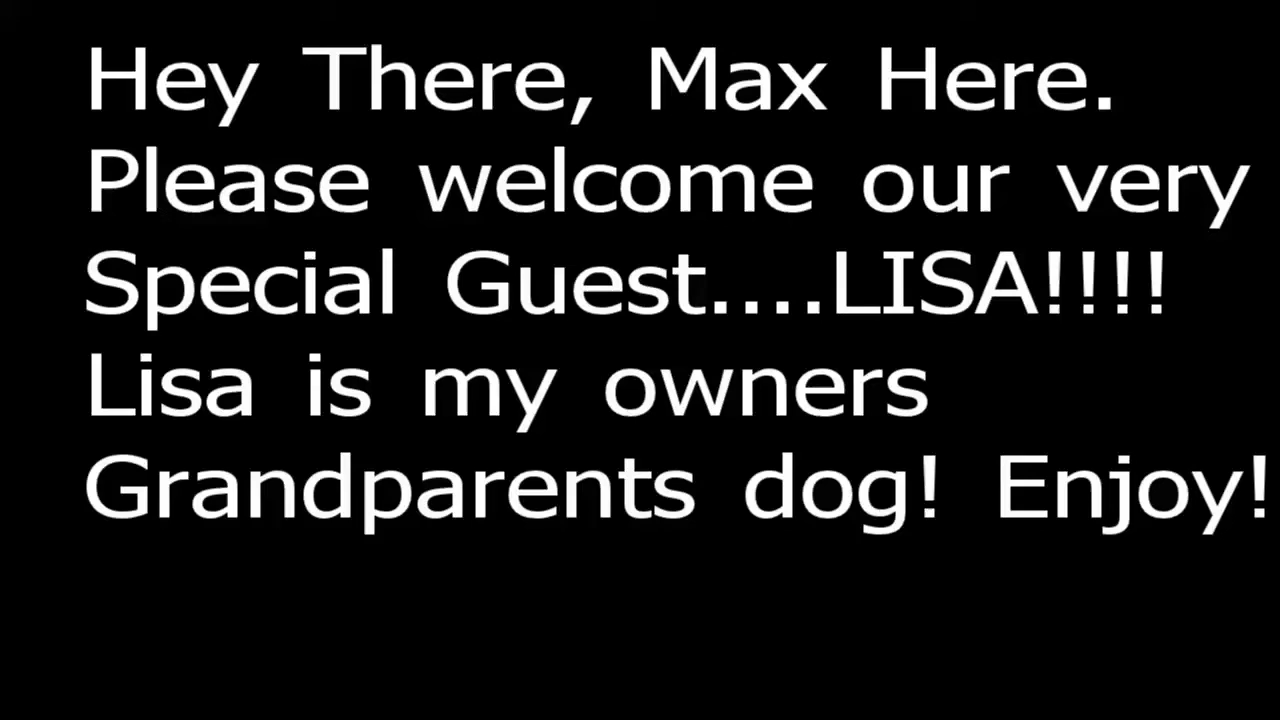 Hey There, Max Here.
Please welcome our very
Special Guest....LISA!!!!
Lisa is my owners
Grandparents dog! Enjoy!